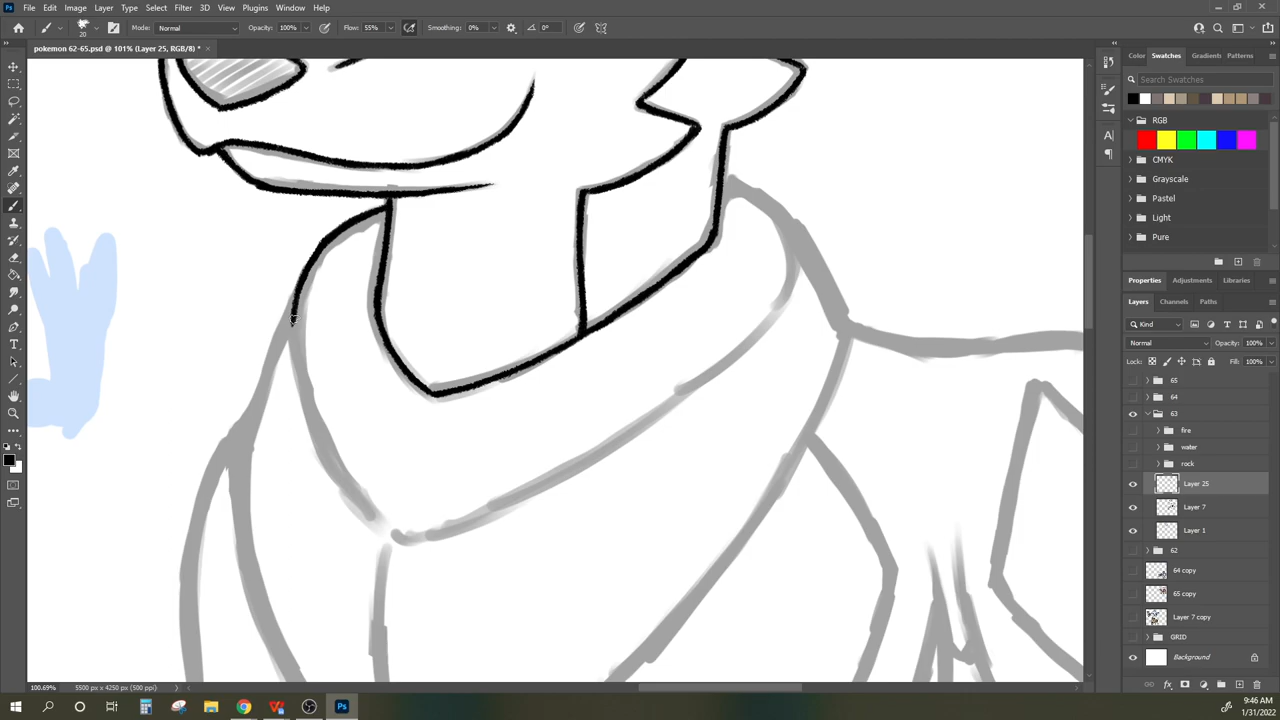 File Edit Image Layer Type Select Filter 3D View Plugins Window Help
20 Mode: Normal Opacity: 100% Flow: 55% Smoothing: 0% 0°
pokemon 62-65.psd @ 101% (Layer 25, RGB/8) *
Color Swatches Gradients Patterns
Search Swatches
RGB
CMYK
Grayscale
Pastel
Light
Pure
Properties Adjustments Libraries
Layers Channels Paths
Kind
Normal Opacity: 100%
Lock: Fill: 100%
65
64
63
fire
water
rock
Layer 25
Layer 7
Layer 1
62
64 copy
65 copy
Layer 7 copy
GRID
Background
100.69% 5500 px x 4250 px (500 ppi)
9:46 AM
1/31/2022